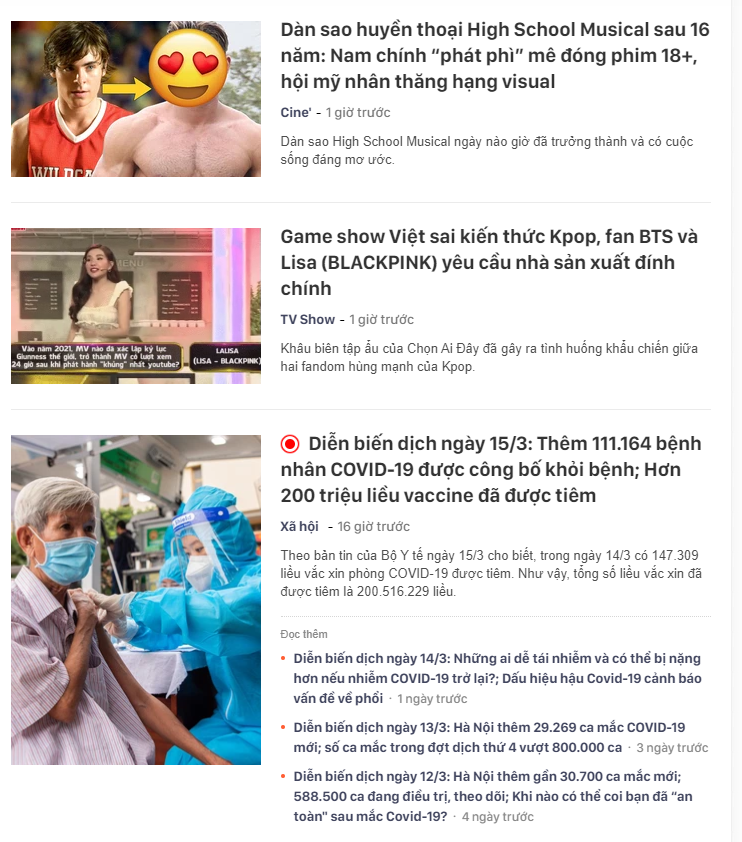 Dàn sao huyền thoại High School Musical sau 16
năm: Nam chính “phát phì” mê đóng phim 18+,
hội mỹ nhân thăng hạng visual
Cine' - 1 giờ trước
Dàn sao High School Musical ngày nào giờ đã trưởng thành và có cuộc
sống đáng mơ ước.
WILDCA
Game show Việt sai kiến thức Kpop, fan BTS và
Lisa (BLACKPINK) yêu cầu nhà sản xuất đính
chính
TV Show - 1 giờ trước
Khâu biên tập ẩu của Chọn Ai Đây đã gây ra tình huống khẩu chiến giữa
hai fandom hùng mạnh của Kpop.
MENU
Vào năm 2021, MV nào đã xác lập kỷ lục
Giunness thế giới, trở thành MV có lượt xem
24 giờ sau khi phát hành "khủng" nhất youtube?
LALISA
(LISA - BLACKPINK)
Diễn biến dịch ngày 15/3: Thêm 111.164 bệnh
nhân COVID-19 được công bố khỏi bệnh; Hơn
200 triệu liều vaccine đã được tiêm
Xã hội - 16 giờ trước
Theo bản tin của Bộ Y tế ngày 15/3 cho biết, trong ngày 14/3 có 147.309
liều vắc xin phòng COVID-19 được tiêm. Như vậy, tổng số liều vắc xin đã
được tiêm là 200.516.229 liều.
Đọc thêm
Diễn biến dịch ngày 14/3: Những ai dễ tái nhiễm và có thể bị nặng
hơn nếu nhiễm COVID-19 trở lại?; Dấu hiệu hậu Covid-19 cảnh báo
vấn đề về phổi · 1 ngày trước
Diễn biến dịch ngày 13/3: Hà Nội thêm 29.269 ca mắc COVID-19
mới; số ca mắc trong đợt dịch thứ 4 vượt 800.000 ca · 3 ngày trước
Diễn biến dịch ngày 12/3: Hà Nội thêm gần 30.700 ca mắc mới;
588.500 ca đang điều trị, theo dõi; Khi nào có thể coi bạn đã “an
toàn" sau mắc Covid-19? · 4 ngày trước